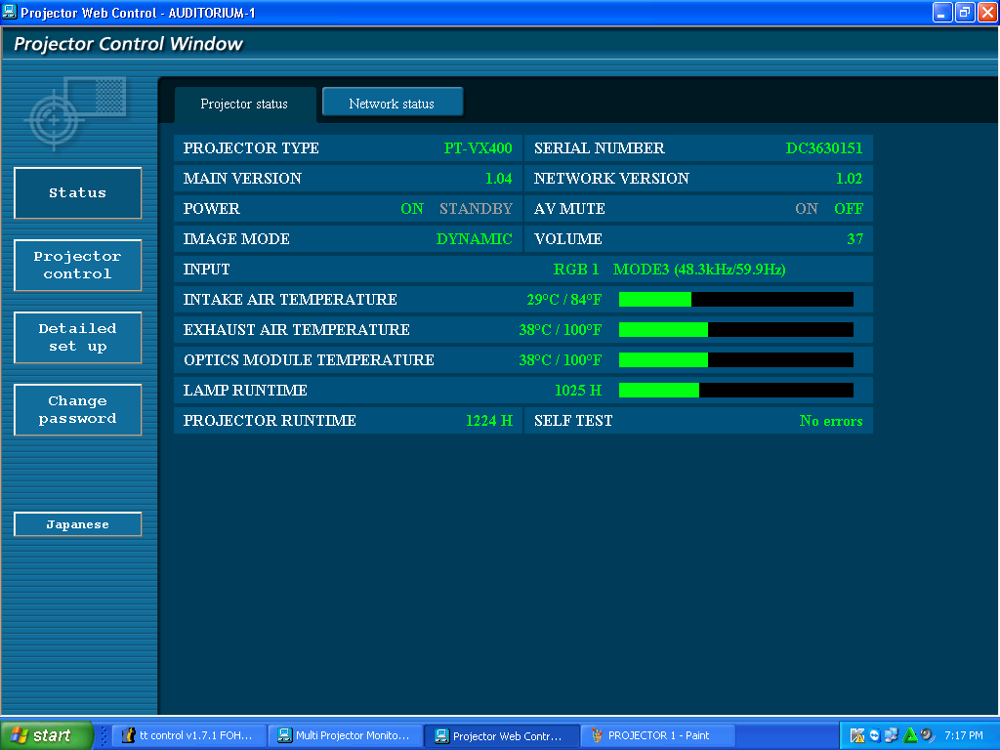 Projector Web Control - AUDITORIUM-1
Projector Control Window
Projector status Network status
Status
Projector control
Detailed set up
Change password
Japanese
PROJECTOR TYPE PT-VX400 SERIAL NUMBER DC3630151
MAIN VERSION 1.04 NETWORK VERSION 1.02
POWER ON STANDBY AV MUTE ON OFF
IMAGE MODE DYNAMIC VOLUME 37
INPUT RGB 1 MODE3 (48.3kHz/59.9Hz)
INTAKE AIR TEMPERATURE 29°C / 84°F
EXHAUST AIR TEMPERATURE 38°C / 100°F
OPTICS MODULE TEMPERATURE 38°C / 100°F
LAMP RUNTIME 1025 H
PROJECTOR RUNTIME 1224 H SELF TEST No errors
start tt control v1.7.1 FOH... Multi Projector Monito... Projector Web Contr... PROJECTOR 1 - Paint 7:17 PM